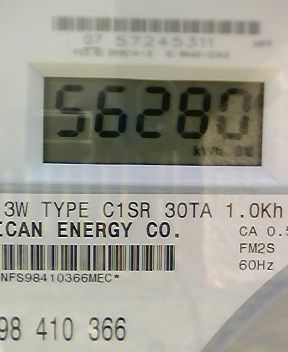 07 57245311
56280
kWh
3W TYPE C1SR 30TA 1.0Kh
ICAN ENERGY CO.
CA 0.5
FM2S
60Hz
NFS98410366MEC*
98 410 366